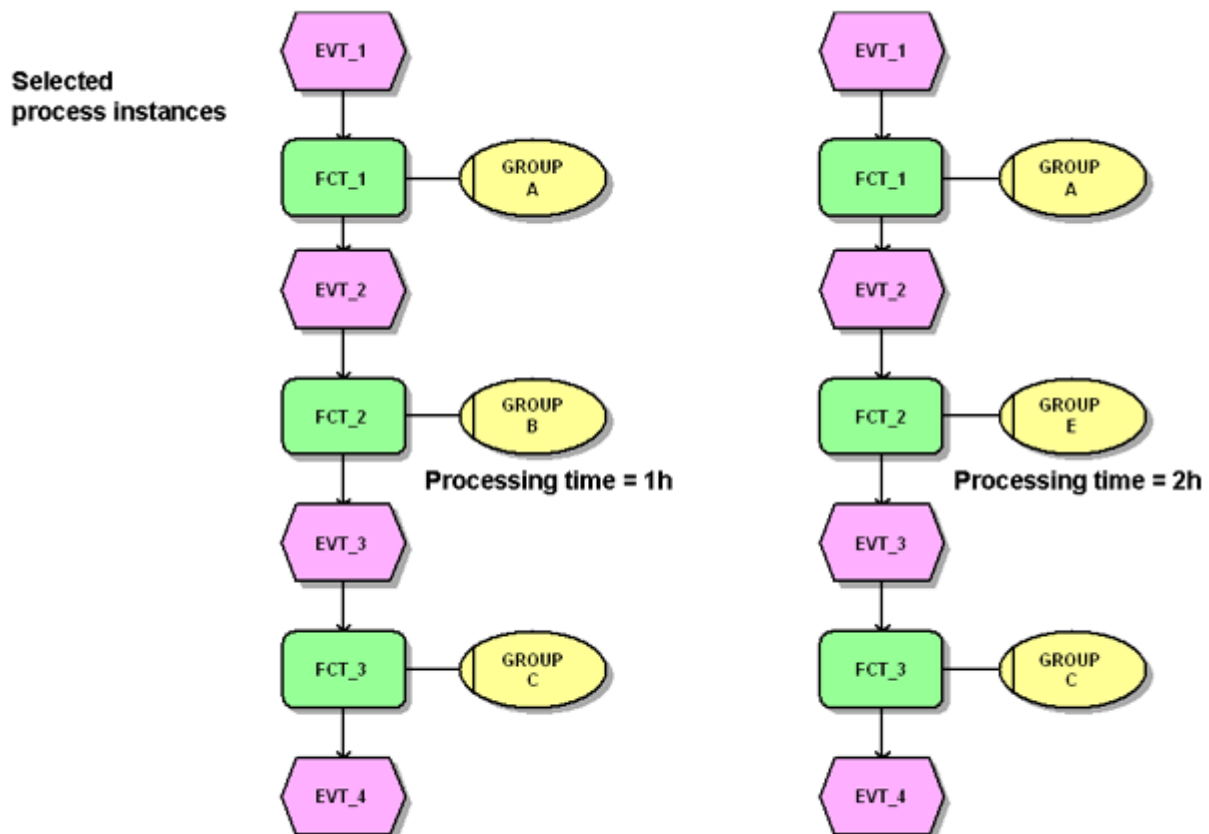 EVT_1
EVT_1
Selected
process instances
FCT_1
GROUP
A
FCT_1
GROUP
A
EVT_2
EVT_2
FCT_2
GROUP
B
FCT_2
GROUP
E
Processing time = 1h
Processing time = 2h
EVT_3
EVT_3
FCT_3
GROUP
C
FCT_3
GROUP
C
EVT_4
EVT_4